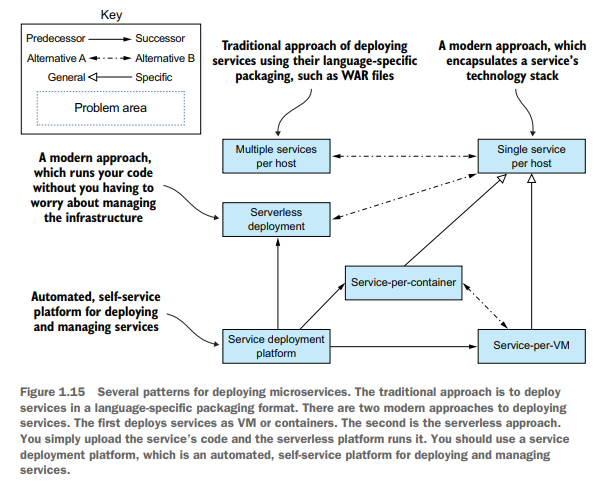 Key
Predecessor
Successor
Alternative A
Alternative B
General
Specific
Problem area
Traditional approach of deploying
services using their language-specific
packaging, such as WAR files
A modern approach, which
encapsulates a service's
technology stack
Multiple services
per host
Single service
per host
A modern approach,
which runs your code
without you having to
worry about managing
the infrastructure
Serverless
deployment
Service-per-container
Automated, self-service
platform for deploying
and managing services
Service deployment
platform
Service-per-VM
Figure 1.15 Several patterns for deploying microservices. The traditional approach is to deploy
services in a language-specific packaging format. There are two modern approaches to deploying
services. The first deploys services as VM or containers. The second is the serverless approach.
You simply upload the service's code and the serverless platform runs it. You should use a service
deployment platform, which is an automated, self-service platform for deploying and managing
services.